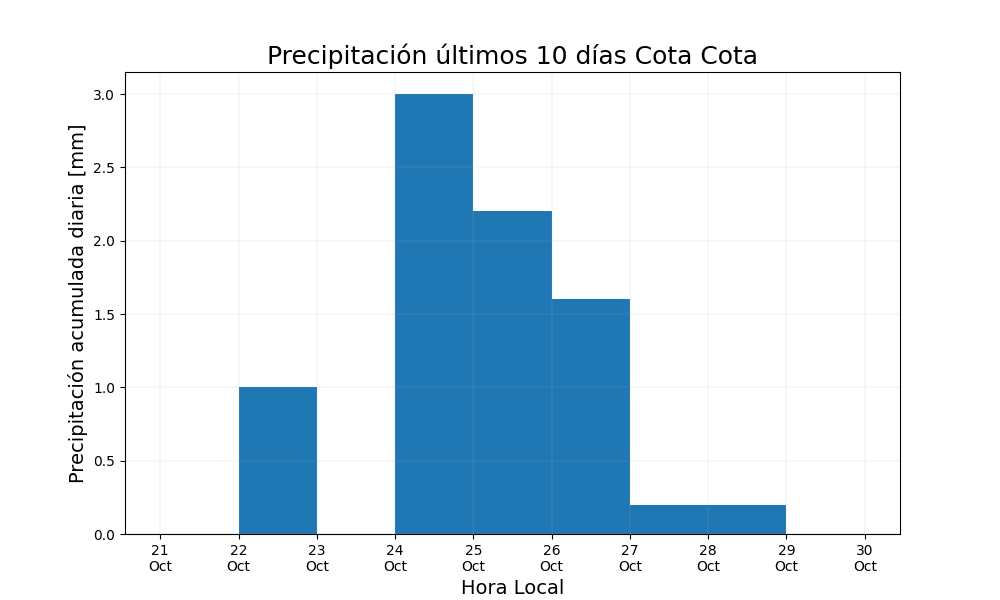 Precipitación últimos 10 días Cota Cota
Precipitación acumulada diaria [mm]
3.0
2.5
2.0
1.5
1.0
0.5
0.0
21 22 23 24 25 26 27 28 29 30
Oct Oct Oct Oct Oct Oct Oct Oct Oct Oct
Hora Local